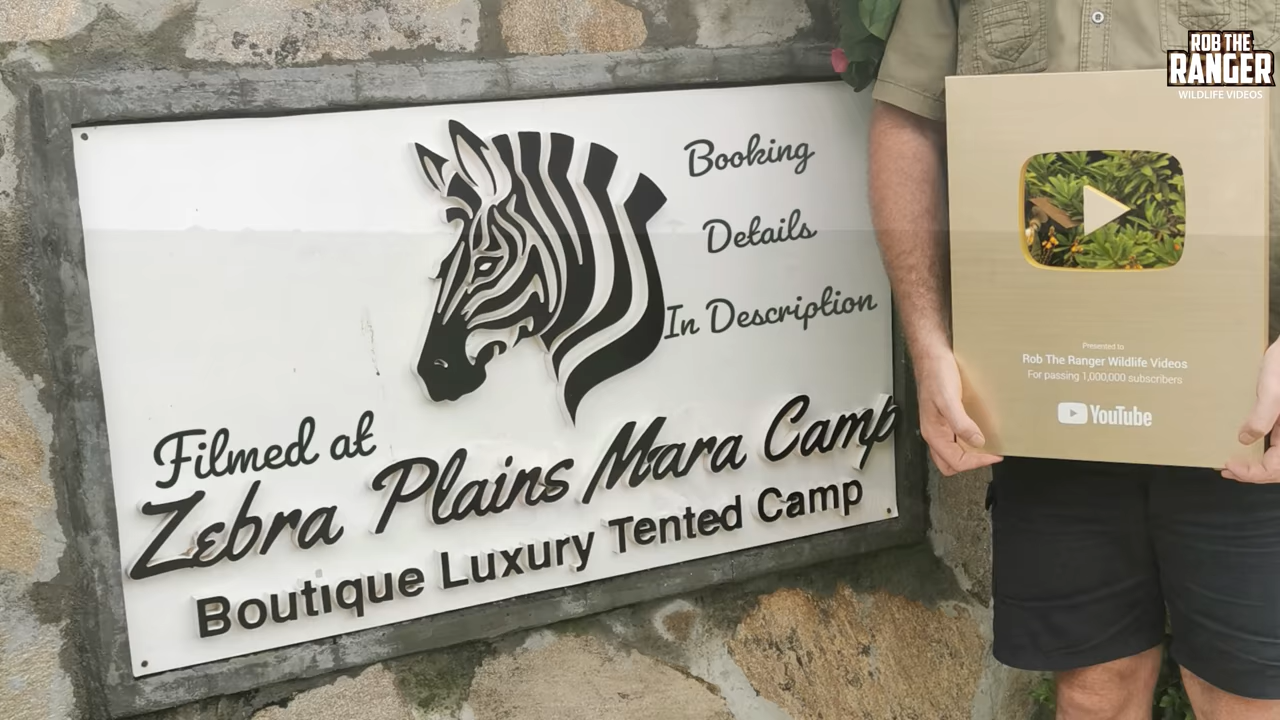 ROB THE
RANGER
WILDLIFE VIDEOS
Booking
Details
In Description
Filmed at
Zebra Plains Mara Camp
Boutique Luxury Tented Camp
Presented to
Rob The Ranger Wildlife Videos
For passing 1,000,000 subscribers
YouTube